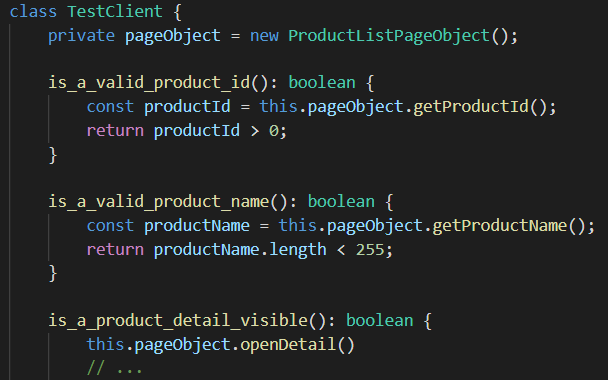 class TestClient {
    private pageObject = new ProductListPageObject();

    is_a_valid_product_id(): boolean {
        const productId = this.pageObject.getProductId();
        return productId > 0;
    }

    is_a_valid_product_name(): boolean {
        const productName = this.pageObject.getProductName();
        return productName.length < 255;
    }

    is_a_product_detail_visible(): boolean {
        this.pageObject.openDetail()
        // ...